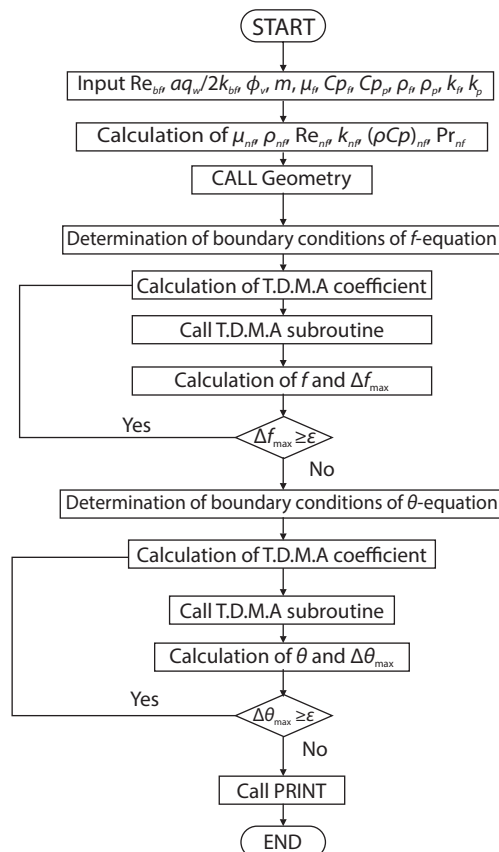 START
Input Re_bf, aq_w/2k_bf, ϕ_v, m, μ_f, Cp_f, Cp_p, ρ_f, ρ_p, k_f, k_p
Calculation of μ_nf, ρ_nf, Re_nf, k_nf, (ρCp)_nf, Pr_nf
CALL Geometry
Determination of boundary conditions of f-equation
Calculation of T.D.M.A coefficient
Call T.D.M.A subroutine
Calculation of f and Δf_max
Yes
Δf_max ≥ε
No
Determination of boundary conditions of θ-equation
Calculation of T.D.M.A coefficient
Call T.D.M.A subroutine
Calculation of θ and Δθ_max
Yes
Δθ_max ≥ε
No
Call PRINT
END